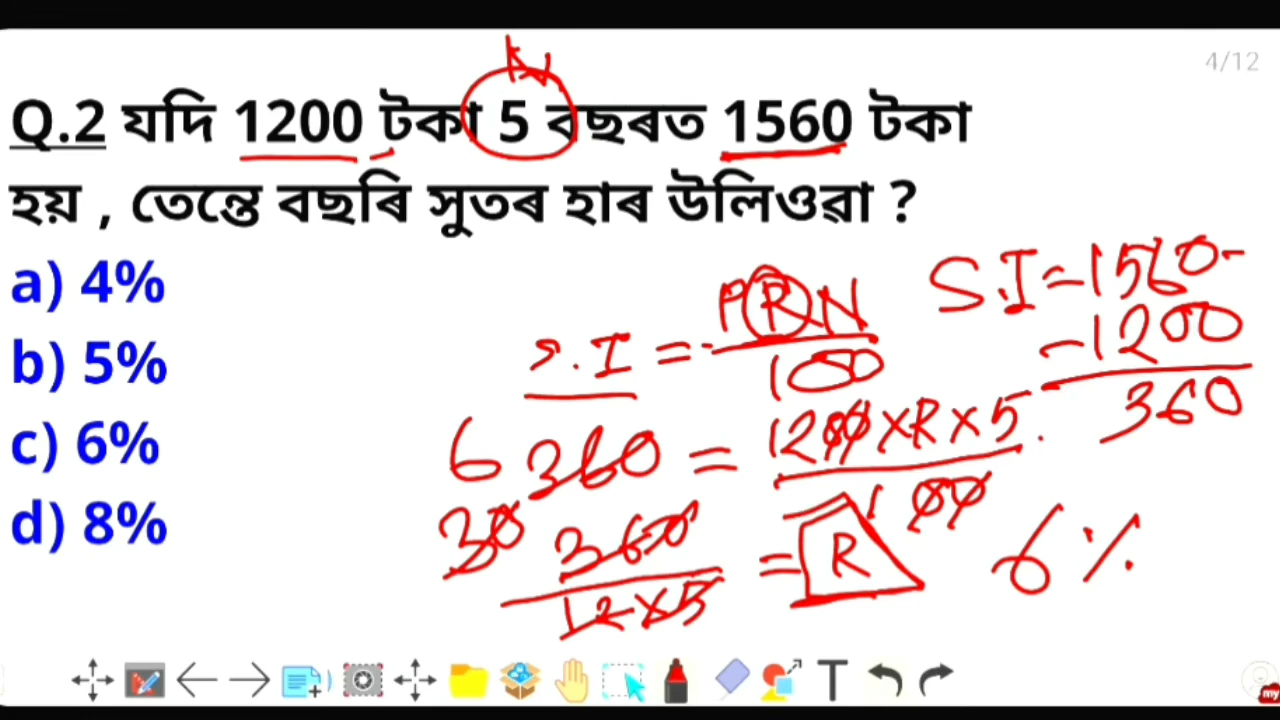 4/12
N
Q.2 যদি 1200 টকা 5 বছৰত 1560 টকা
হয় , তেন্তে বছৰি সুতৰ হাৰ উলিওৱা ?
a) 4%
b) 5%
c) 6%
d) 8%
S.I = PRN
100
S.I = 1560-
-1200
360
6 360 = 1200 x R x 5
100
30 360 = R
12 x 5
6 %
T
my